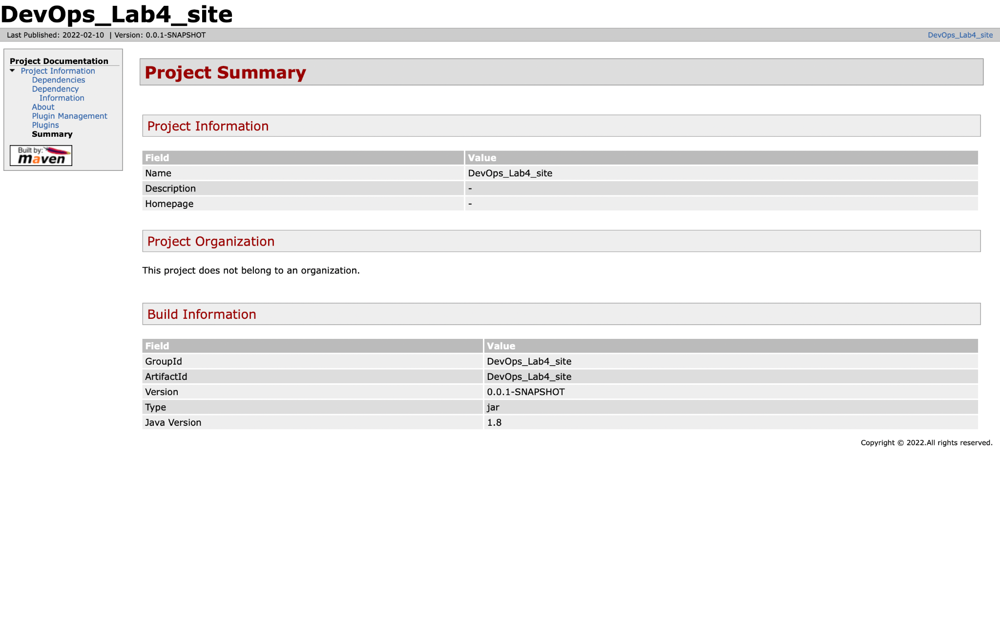 DevOps_Lab4_site
Last Published: 2022-02-10 | Version: 0.0.1-SNAPSHOT
DevOps_Lab4_site
Project Documentation
Project Information
Dependencies
Dependency
Information
About
Plugin Management
Plugins
Summary
Built by:
maven
Project Summary
Project Information
Field Value
Name DevOps_Lab4_site
Description -
Homepage -
Project Organization
This project does not belong to an organization.
Build Information
Field Value
GroupId DevOps_Lab4_site
ArtifactId DevOps_Lab4_site
Version 0.0.1-SNAPSHOT
Type jar
Java Version 1.8
Copyright © 2022.All rights reserved.